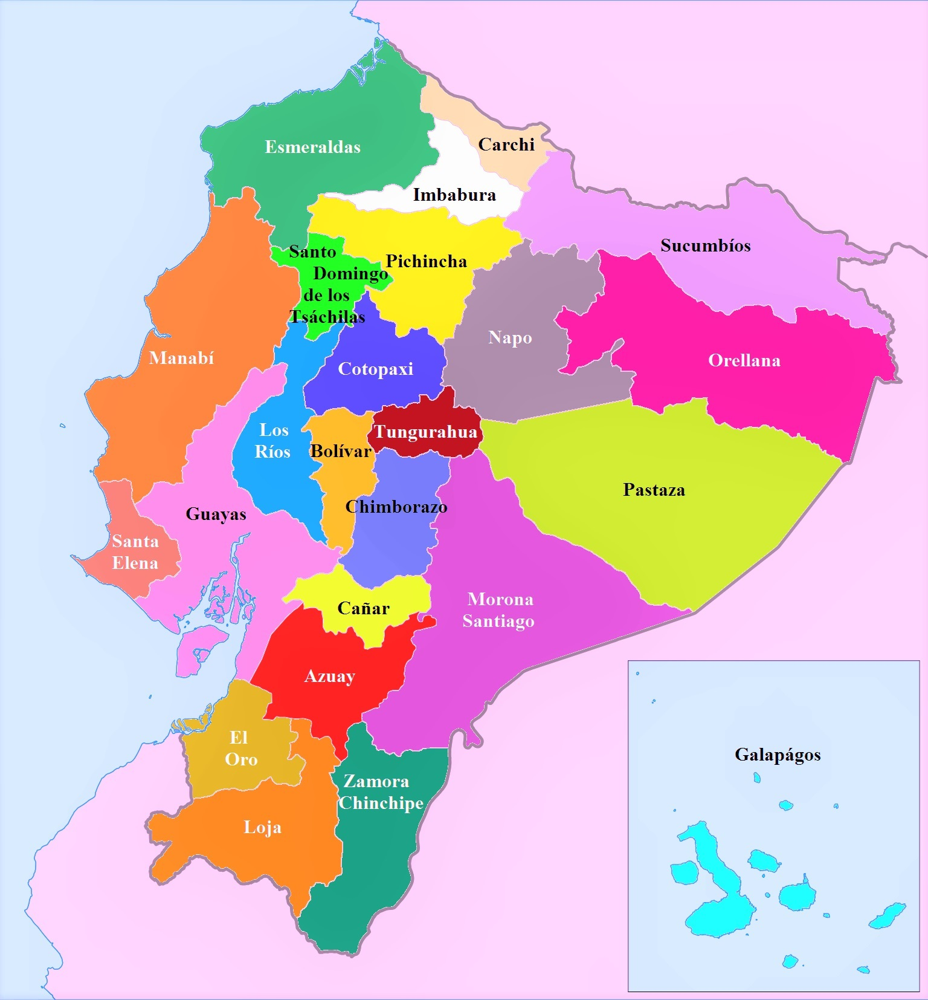 Esmeraldas
Carchi
Imbabura
Sucumbíos
Santo
Domingo
de los
Tsáchilas
Pichincha
Napo
Orellana
Manabí
Cotopaxi
Los
Ríos
Bolívar
Tungurahua
Pastaza
Chimborazo
Guayas
Santa
Elena
Cañar
Morona
Santiago
Azuay
El
Oro
Zamora
Chinchipe
Loja
Galapágos